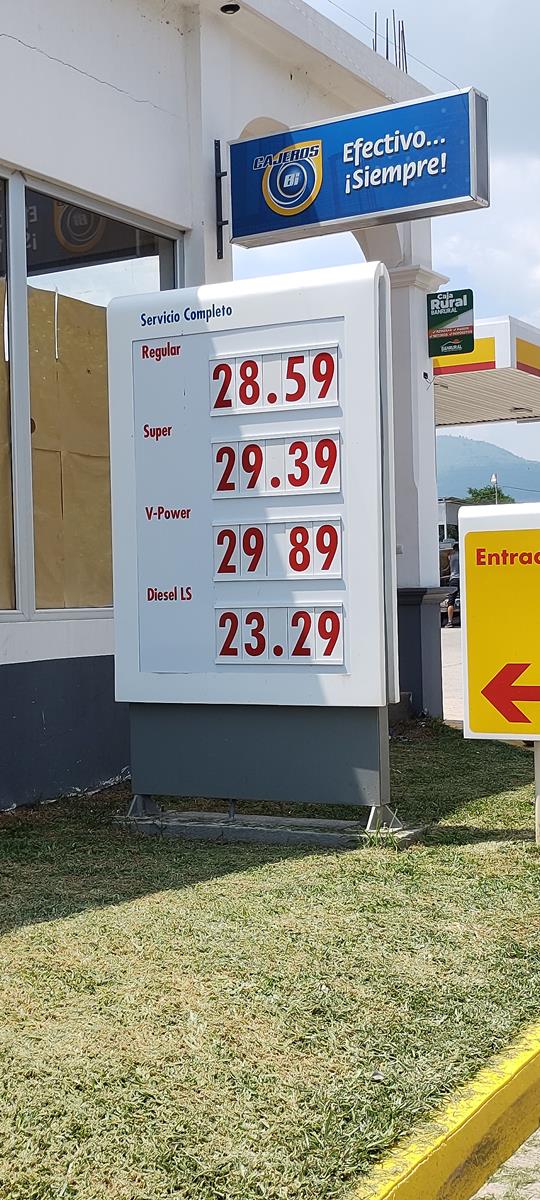 CAJEROS
Bi
Efectivo...
¡Siempre!
Servicio Completo
Regular
28.59
Super
29.39
V-Power
29 89
Diesel LS
23.29
Caja
Rural
BANRURAL
BANRURAL
Entrad